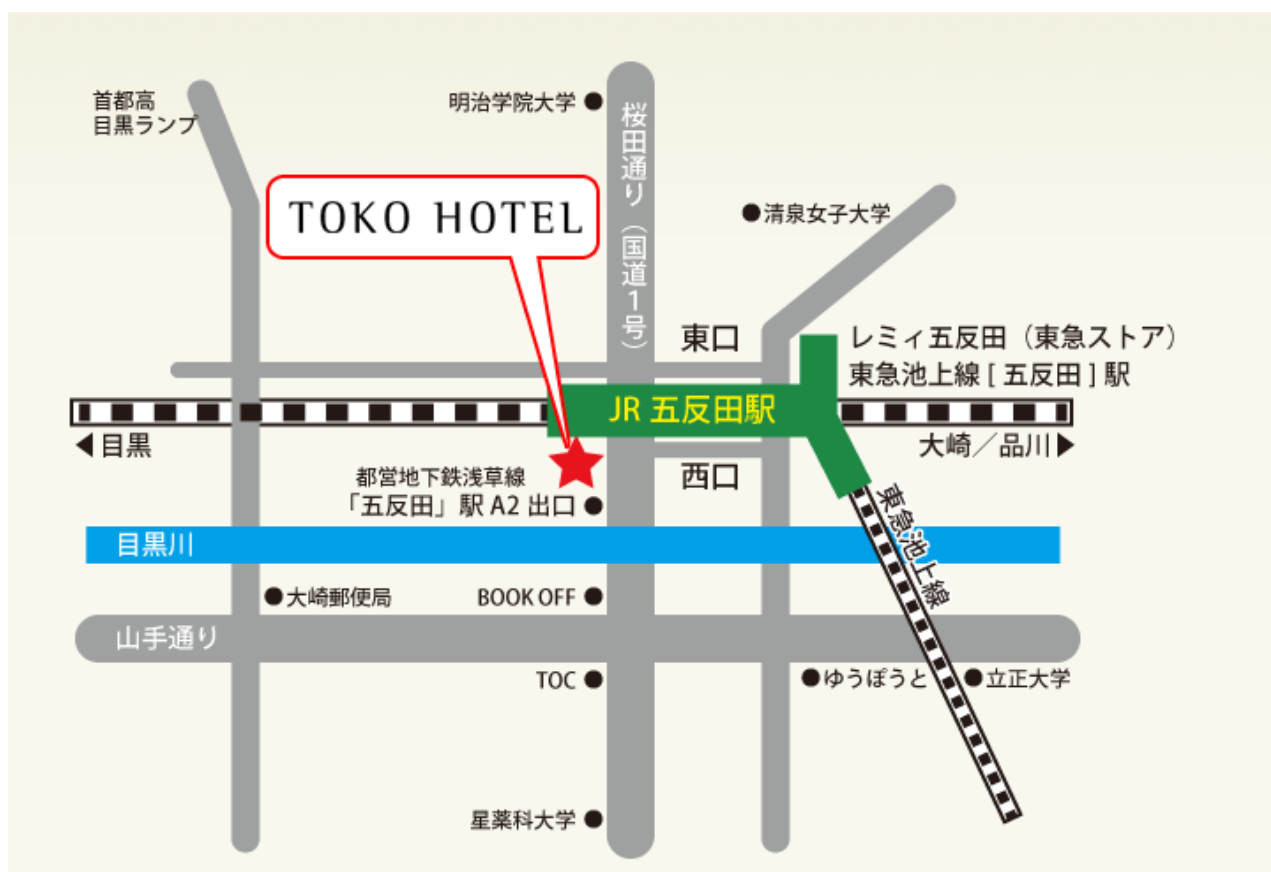 首都高
目黒ランプ
明治学院大学
桜田通り（国道1号）
TOKO HOTEL
清泉女子大学
東口
レミィ五反田（東急ストア）
東急池上線 [ 五反田 ] 駅
JR 五反田駅
目黒
大崎／品川
西口
都営地下鉄浅草線
「五反田」駅 A2 出口
東急池上線
目黒川
大崎郵便局
BOOK OFF
山手通り
TOC
ゆうぽうと
立正大学
星薬科大学